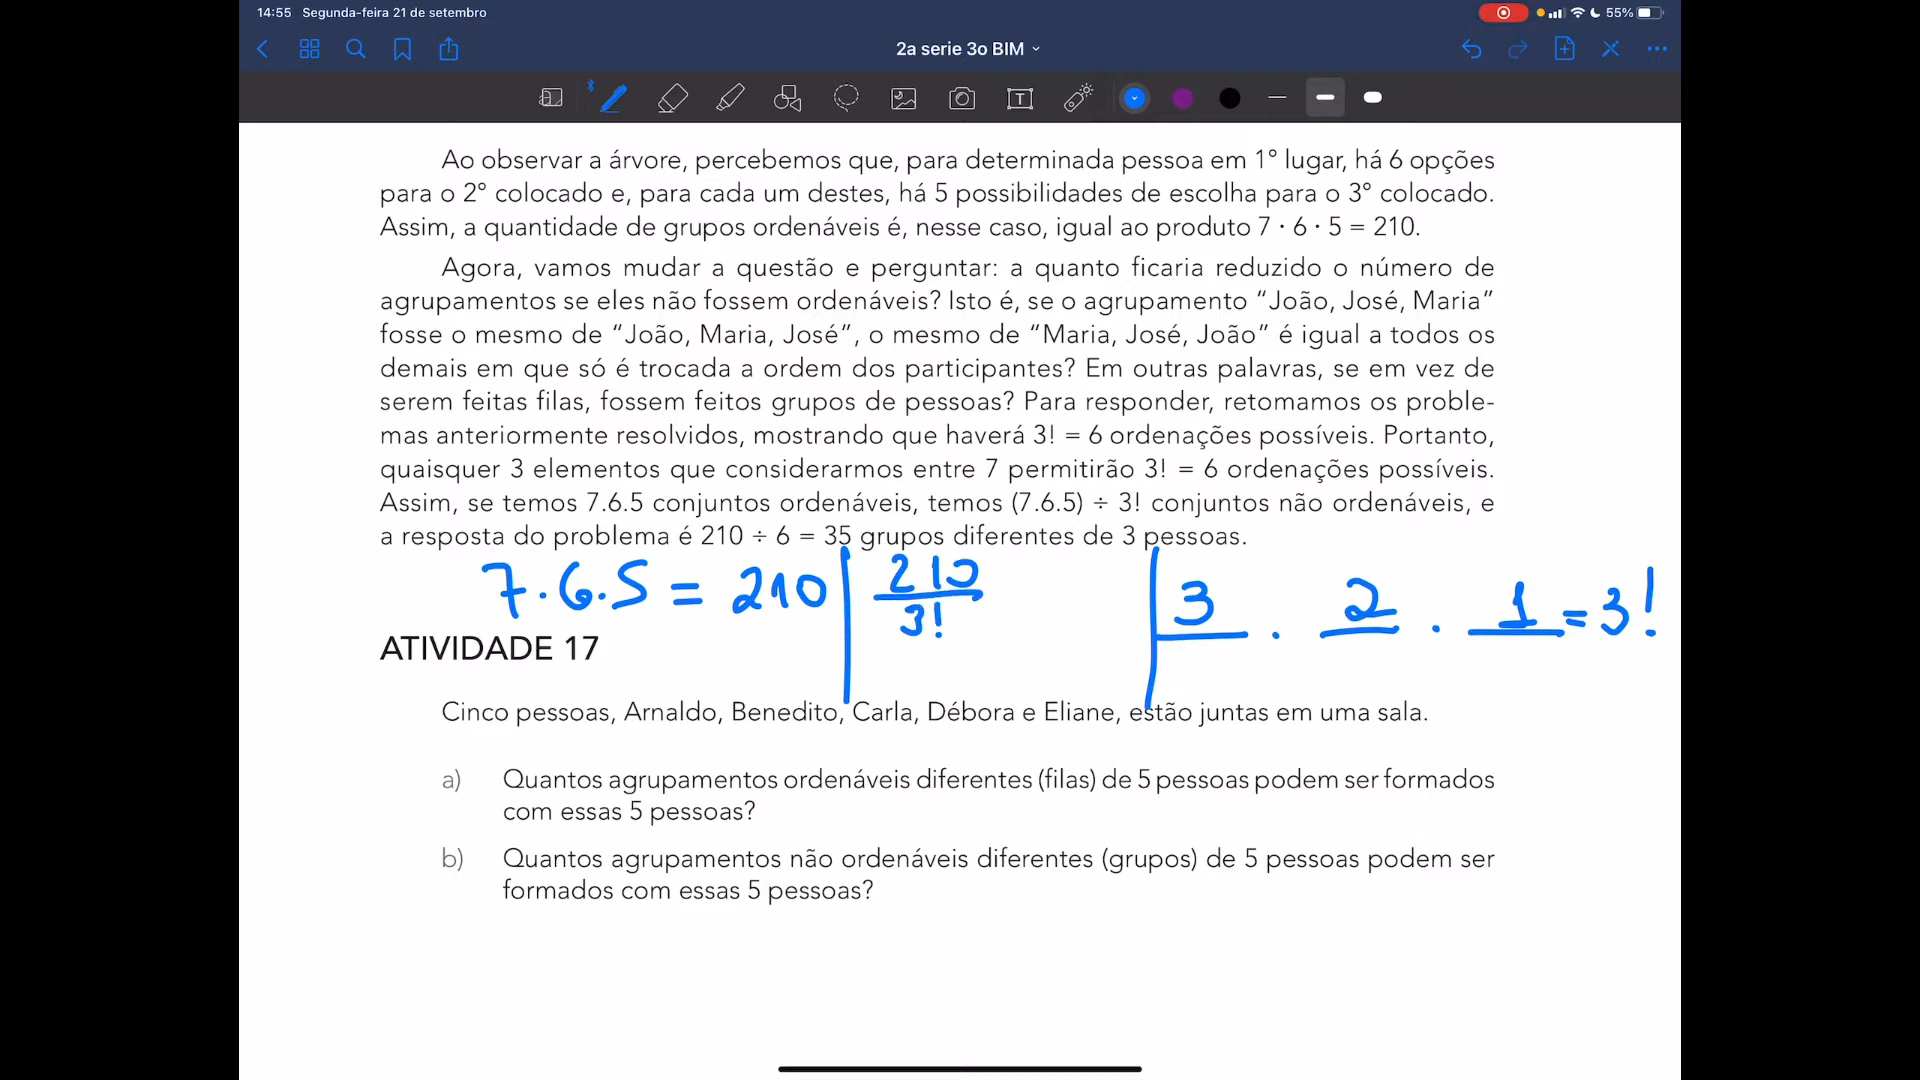 14:55 Segunda-feira 21 de setembro
55%
2a serie 3o BIM
T
Ao observar a árvore, percebemos que, para determinada pessoa em 1° lugar, há 6 opções
para o 2° colocado e, para cada um destes, há 5 possibilidades de escolha para o 3° colocado.
Assim, a quantidade de grupos ordenáveis é, nesse caso, igual ao produto 7 · 6 · 5 = 210.
Agora, vamos mudar a questão e perguntar: a quanto ficaria reduzido o número de
agrupamentos se eles não fossem ordenáveis? Isto é, se o agrupamento “João, José, Maria”
fosse o mesmo de “João, Maria, José”, o mesmo de “Maria, José, João” é igual a todos os
demais em que só é trocada a ordem dos participantes? Em outras palavras, se em vez de
serem feitas filas, fossem feitos grupos de pessoas? Para responder, retomamos os proble-
mas anteriormente resolvidos, mostrando que haverá 3! = 6 ordenações possíveis. Portanto,
quaisquer 3 elementos que considerarmos entre 7 permitirão 3! = 6 ordenações possíveis.
Assim, se temos 7.6.5 conjuntos ordenáveis, temos (7.6.5) ÷ 3! conjuntos não ordenáveis, e
a resposta do problema é 210 ÷ 6 = 35 grupos diferentes de 3 pessoas.
7·6·5 = 210
210
3!
3 · 2 · 1 = 3!
ATIVIDADE 17
Cinco pessoas, Arnaldo, Benedito, Carla, Débora e Eliane, estão juntas em uma sala.
a) Quantos agrupamentos ordenáveis diferentes (filas) de 5 pessoas podem ser formados
com essas 5 pessoas?
b) Quantos agrupamentos não ordenáveis diferentes (grupos) de 5 pessoas podem ser
formados com essas 5 pessoas?